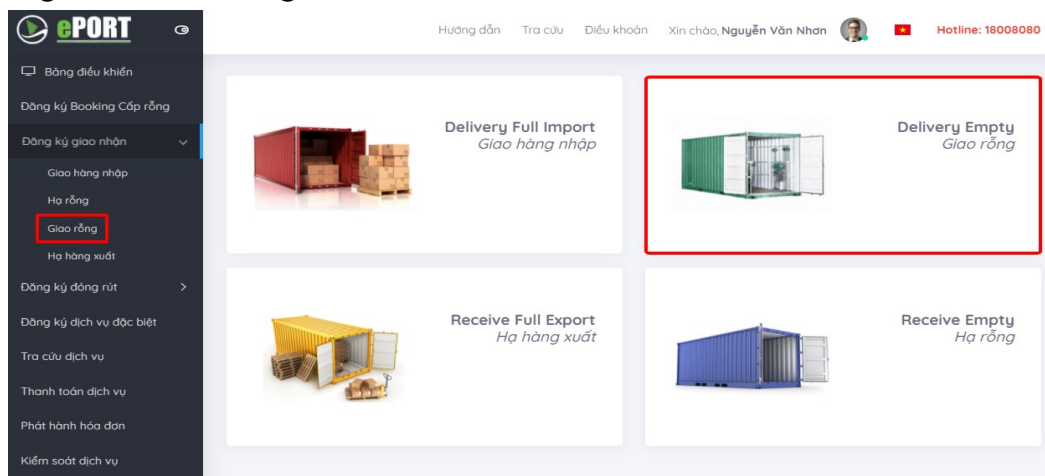 ePORT
Hướng dẫn Tra cứu Điều khoản Xin chào, Nguyễn Văn Nhơn Hotline: 18008080
Bảng điều khiển
Đăng ký Booking Cấp rỗng
Đăng ký giao nhận
Giao hàng nhập
Hạ rỗng
Giao rỗng
Hạ hàng xuất
Đăng ký đóng rút
Đăng ký dịch vụ đặc biệt
Tra cứu dịch vụ
Thanh toán dịch vụ
Phát hành hóa đơn
Kiểm soát dịch vụ
Delivery Full Import
Giao hàng nhập
Delivery Empty
Giao rỗng
Receive Full Export
Hạ hàng xuất
Receive Empty
Hạ rỗng